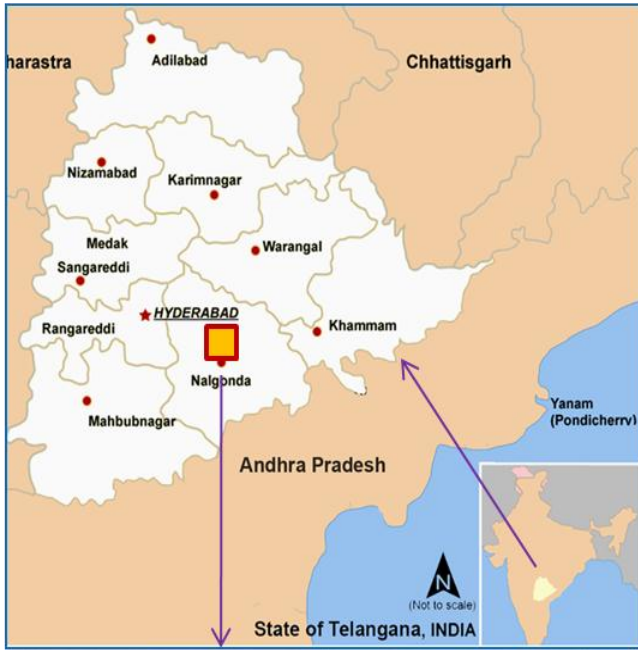 harastra
Adilabad
Chhattisgarh
Nizamabad
Karimnagar
Medak
Warangal
Sangareddi
HYDERABAD
Rangareddi
Khammam
Nalgonda
Mahbubnagar
Yanam
(Pondicherry)
Andhra Pradesh
N
(Not to scale)
State of Telangana, INDIA